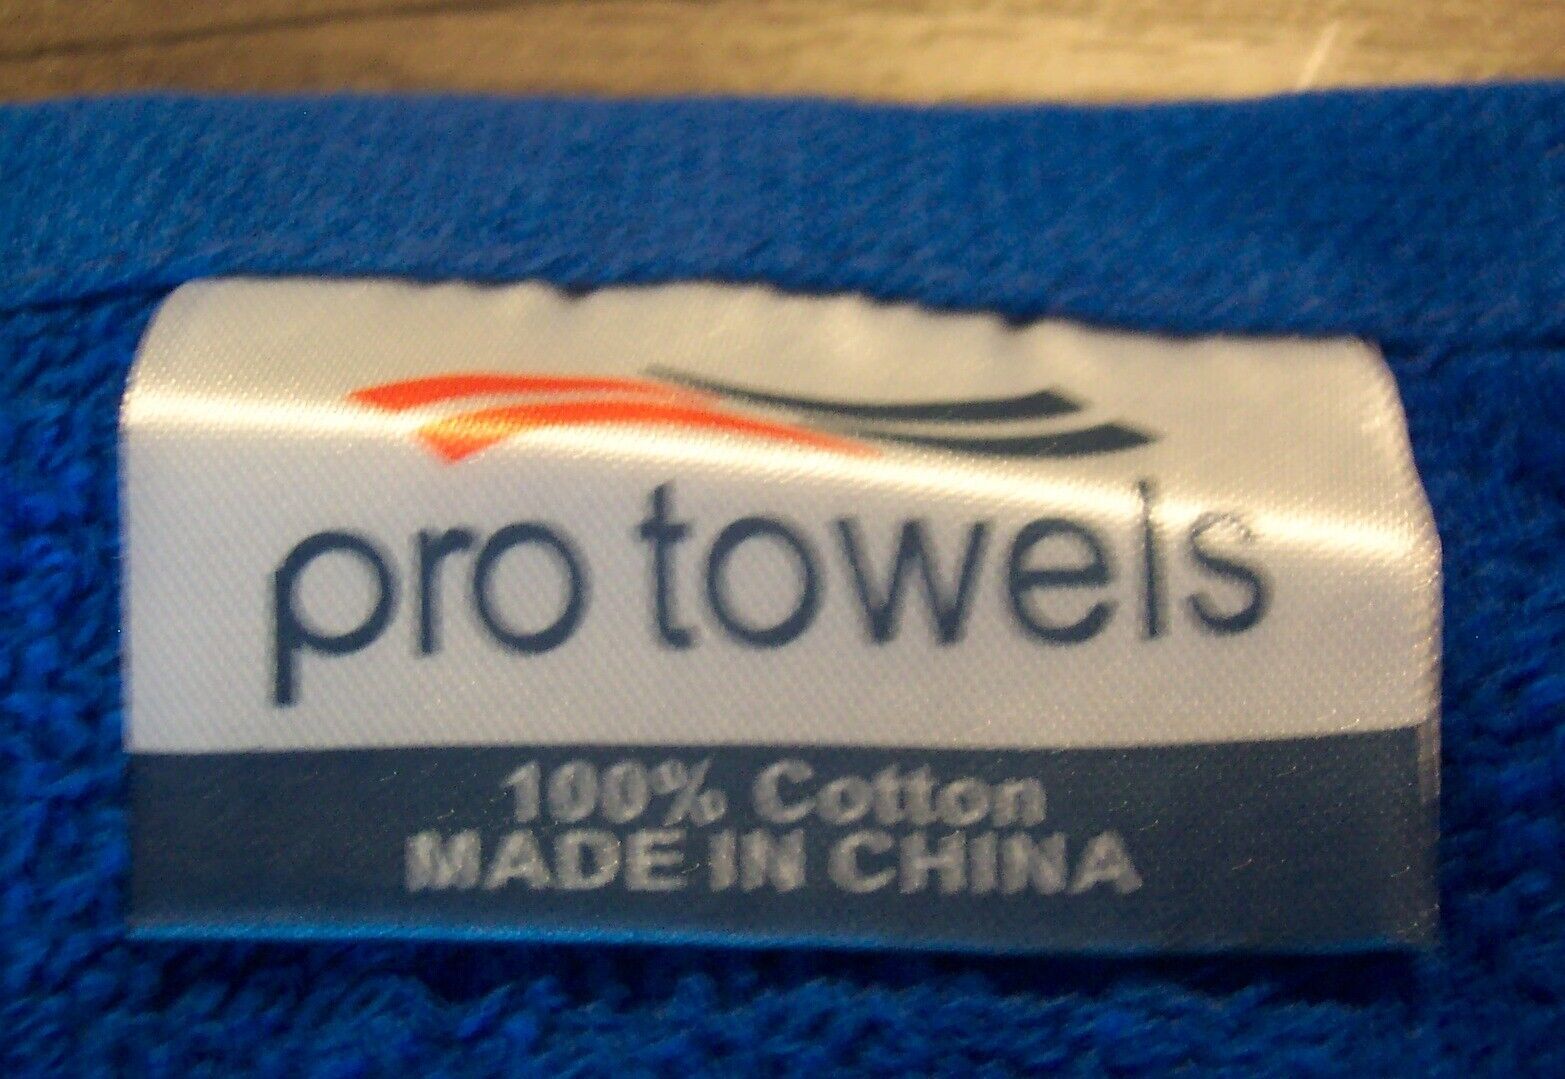 pro towels
100% Cotton
MADE IN CHINA